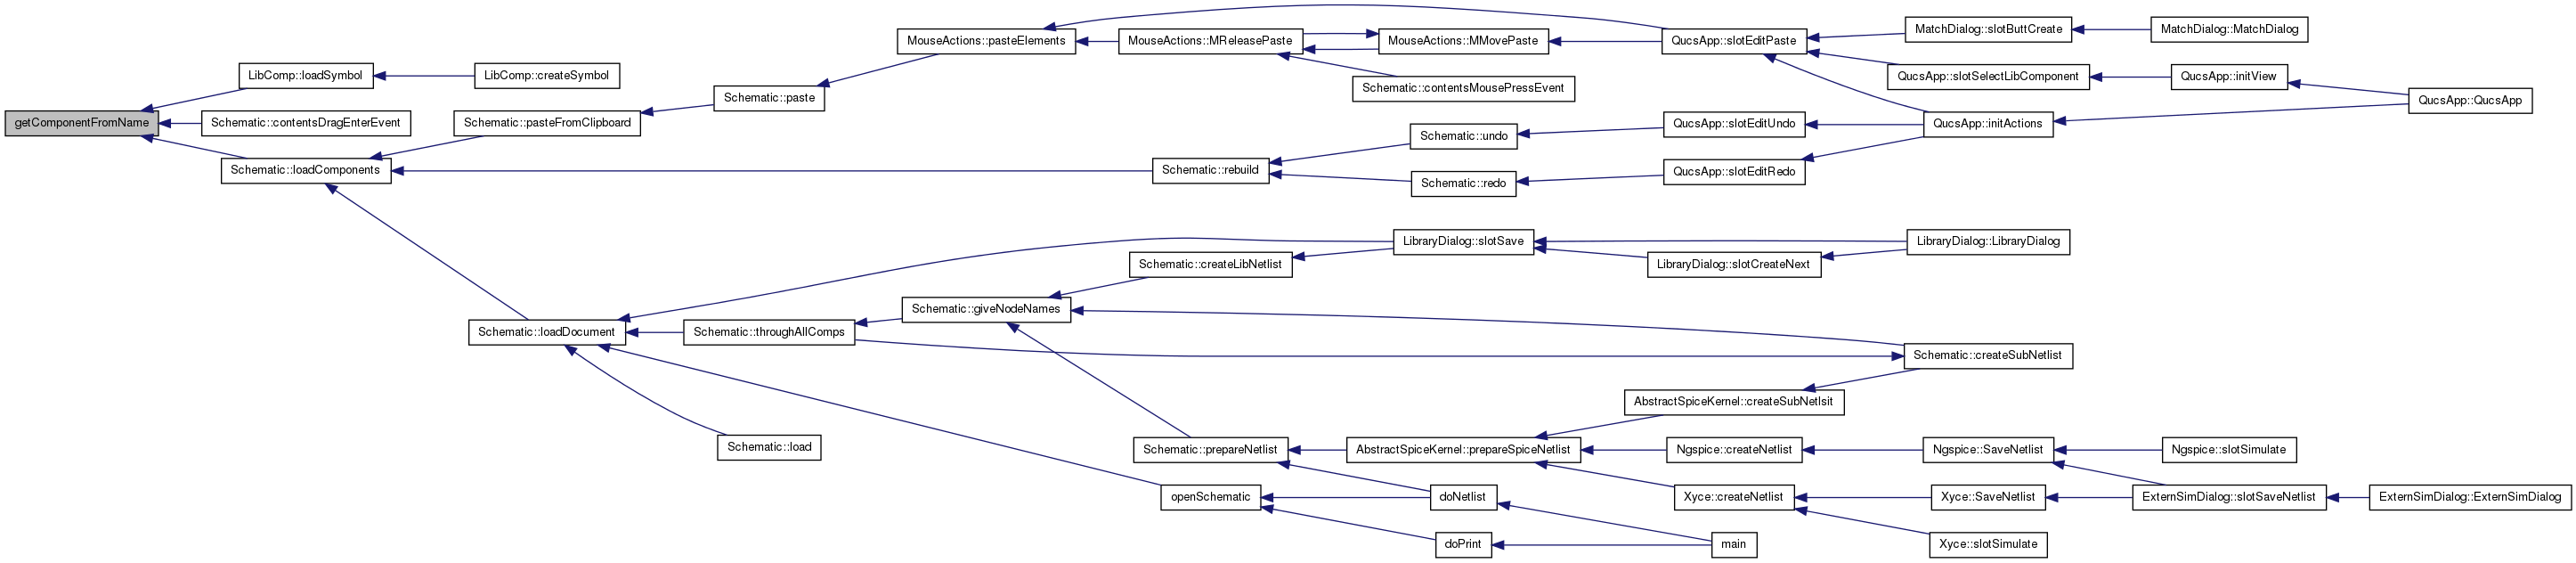 getComponentFromName
LibComp::loadSymbol
LibComp::createSymbol
Schematic::contentsDragEnterEvent
Schematic::loadComponents
Schematic::pasteFromClipboard
Schematic::paste
MouseActions::pasteElements
MouseActions::MReleasePaste
MouseActions::MMovePaste
Schematic::contentsMousePressEvent
QucsApp::slotEditPaste
MatchDialog::slotButtCreate
MatchDialog::MatchDialog
QucsApp::slotSelectLibComponent
QucsApp::initView
QucsApp::QucsApp
QucsApp::initActions
Schematic::rebuild
Schematic::undo
QucsApp::slotEditUndo
Schematic::redo
QucsApp::slotEditRedo
Schematic::loadDocument
LibraryDialog::slotSave
LibraryDialog::LibraryDialog
LibraryDialog::slotCreateNext
Schematic::createLibNetlist
Schematic::giveNodeNames
Schematic::throughAllComps
Schematic::createSubNetlist
AbstractSpiceKernel::createSubNetlsit
Schematic::load
Schematic::prepareNetlist
AbstractSpiceKernel::prepareSpiceNetlist
Ngspice::createNetlist
Ngspice::SaveNetlist
Ngspice::slotSimulate
openSchematic
doNetlist
Xyce::createNetlist
Xyce::SaveNetlist
ExternSimDialog::slotSaveNetlist
ExternSimDialog::ExternSimDialog
doPrint
main
Xyce::slotSimulate